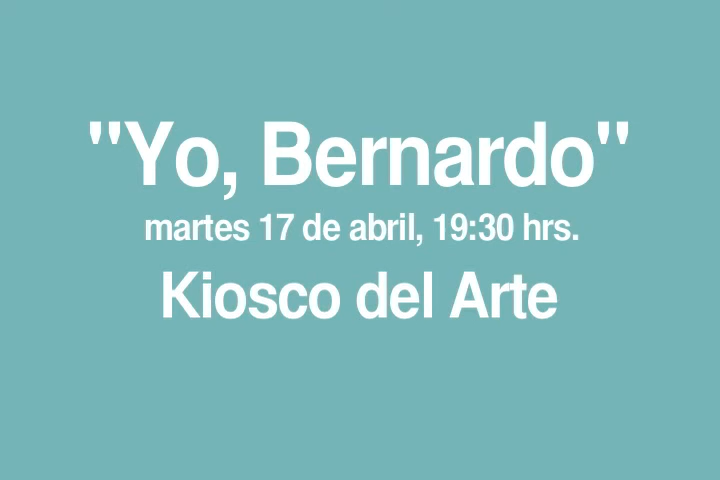 "Yo, Bernardo"
martes 17 de abril, 19:30 hrs.
Kiosco del Arte